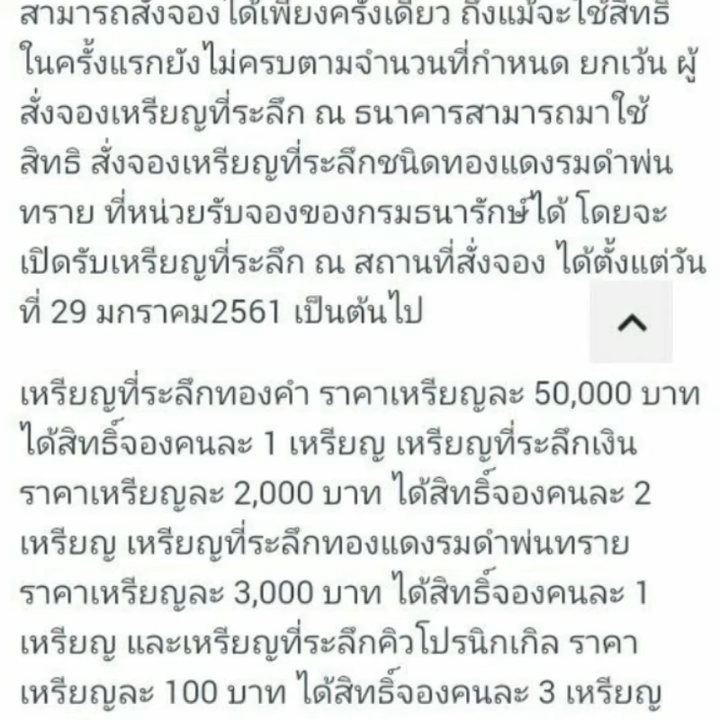 สามารถสั่งจองได้เพียงครั้งเดียว ถึงแม้จะใช้สิทธิ
ในครั้งแรกยังไม่ครบตามจำนวนที่กำหนด ยกเว้น ผู้
สั่งจองเหรียญที่ระลึก ณ ธนาคารสามารถมาใช้
สิทธิ สั่งจองเหรียญที่ระลึกชนิดทองแดงรมดำพ่น
ทราย ที่หน่วยรับจองของกรมธนารักษ์ได้ โดยจะ
เปิดรับเหรียญที่ระลึก ณ สถานที่สั่งจอง ได้ตั้งแต่วัน
ที่ 29 มกราคม2561 เป็นต้นไป
เหรียญที่ระลึกทองคำ ราคาเหรียญละ 50,000 บาท
ได้สิทธิ์จองคนละ 1 เหรียญ เหรียญที่ระลึกเงิน
ราคาเหรียญละ 2,000 บาท ได้สิทธิ์จองคนละ 2
เหรียญ เหรียญที่ระลึกทองแดงรมดำพ่นทราย
ราคาเหรียญละ 3,000 บาท ได้สิทธิ์จองคนละ 1
เหรียญ และเหรียญที่ระลึกคิวโปรนิกเกิล ราคา
เหรียญละ 100 บาท ได้สิทธิ์จองคนละ 3 เหรียญ